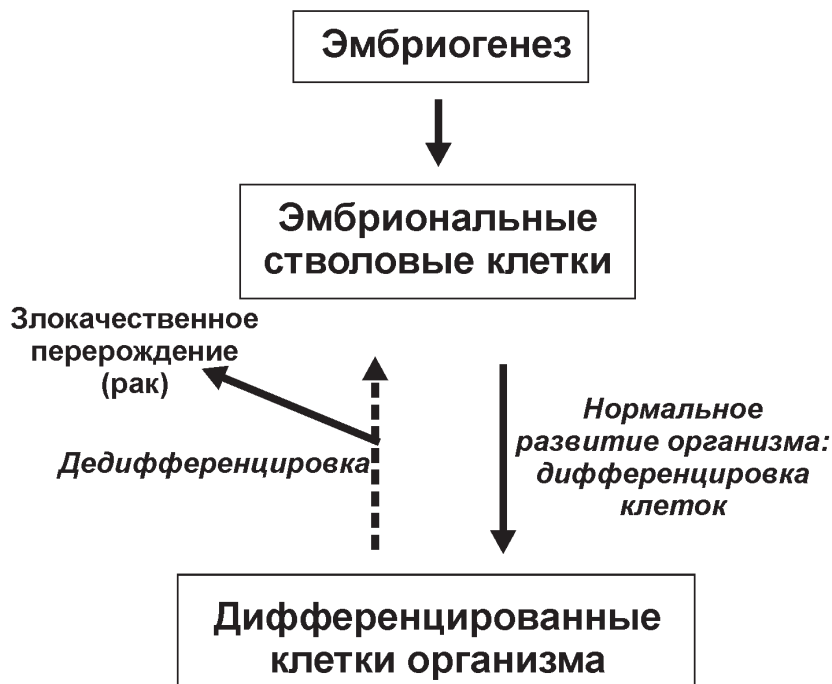 Эмбриогенез
Эмбриональные
стволовые клетки
Злокачественное
перерождение
(рак)
Дедифференцировка
Нормальное
развитие организма:
дифференцировка
клеток
Дифференцированные
клетки организма